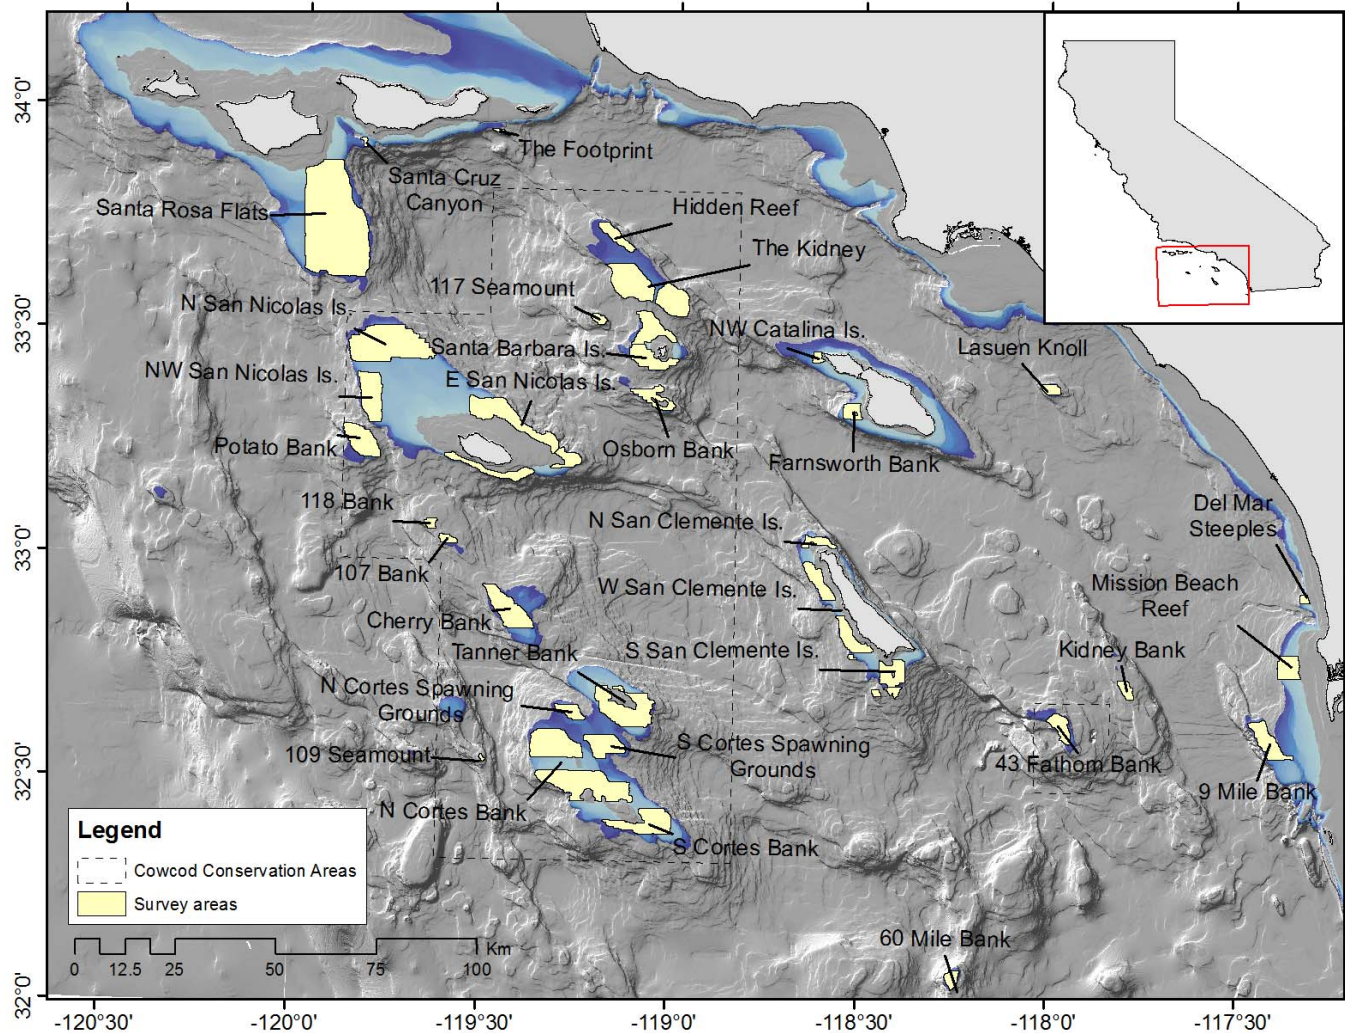 34°0'
33°30'
33°0'
32°30'
32°0'
The Footprint
Santa Cruz
Canyon
Santa Rosa Flats
Hidden Reef
The Kidney
117 Seamount
N San Nicolas Is.
Santa Barbara Is.
NW Catalina Is.
Lasuen Knoll
NW San Nicolas Is.
E San Nicolas Is.
Potato Bank
Osborn Bank
Farnsworth Bank
118 Bank
N San Clemente Is.
Del Mar
Steeples
107 Bank
W San Clemente Is.
Mission Beach
Reef
Cherry Bank
Tanner Bank
S San Clemente Is.
Kidney Bank
N Cortes Spawning
Grounds
109 Seamount
S Cortes Spawning
Grounds
43 Fathom Bank
9 Mile Bank
N Cortes Bank
S Cortes Bank
60 Mile Bank
Legend
Cowcod Conservation Areas
Survey areas
Km
0 12.5 25 50 75 100
-120°30' -120°0' -119°30' -119°0' -118°30' -118°0' -117°30'